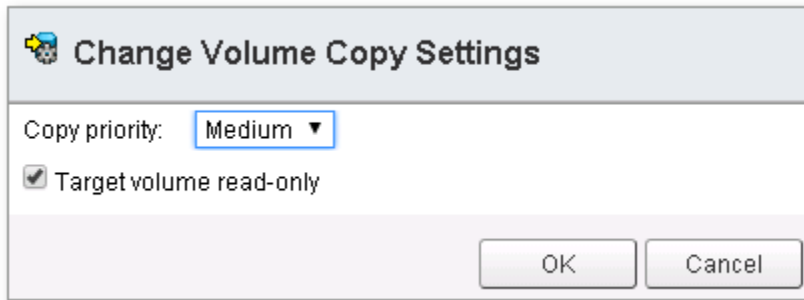 Change Volume Copy Settings
Copy priority: Medium
Target volume read-only
OK Cancel